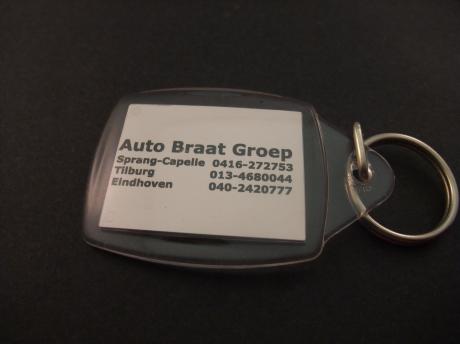 Auto Braat Groep
Sprang-Capelle 0416-272753
Tilburg 013-4680044
Eindhoven 040-2420777